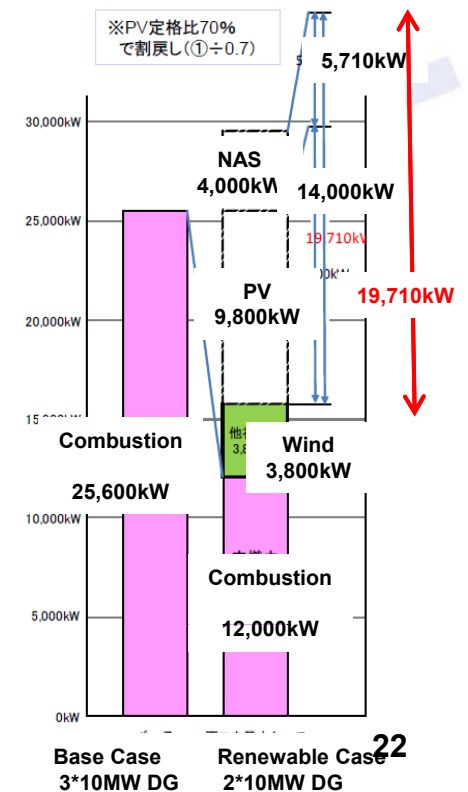 ※PV定格比70%
で割戻し(①÷0.7)
5,710kW
30,000kW
NAS
4,000kW
14,000kW
25,000kW
19,710kW
19,710kW
PV
9,800kW
20,000kW
Combustion
25,600kW
Wind
3,800kW
10,000kW
Combustion
12,000kW
5,000kW
0kW
22
Base Case
3*10MW DG
Renewable Case
2*10MW DG